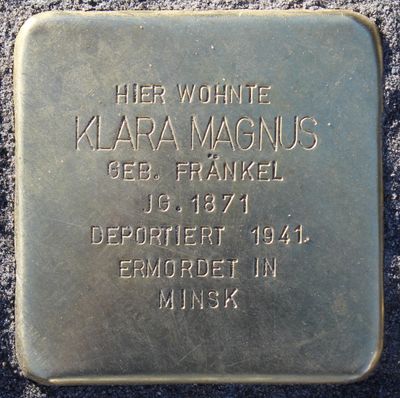 HIER WOHNTE
KLARA MAGNUS
GEB. FRÄNKEL
JG. 1871
DEPORTIERT 1941
ERMORDET IN
MINSK